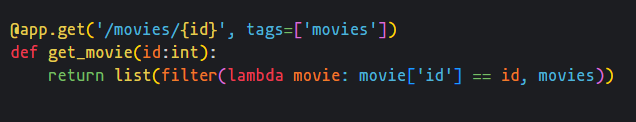 @app.get('/movies/{id}', tags=['movies'])
def get_movie(id:int):
    return list(filter(lambda movie: movie['id'] == id, movies))